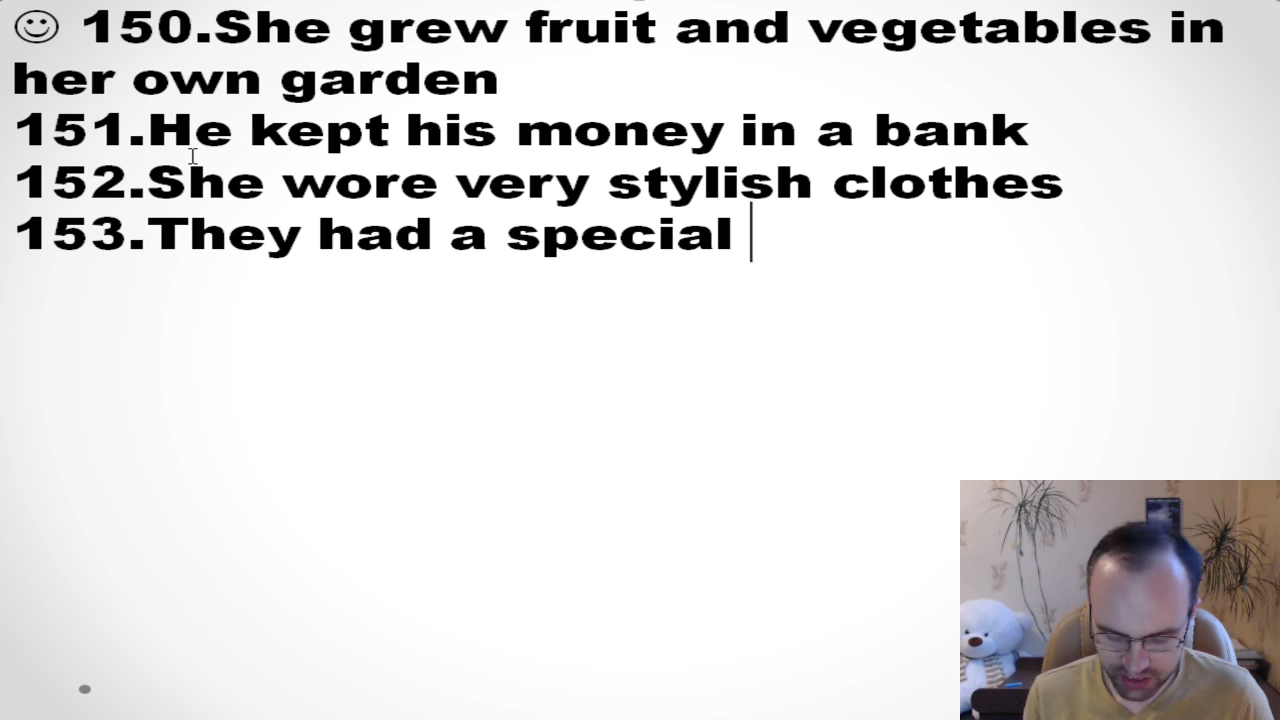 ☺ 150.She grew fruit and vegetables in
her own garden
151.He kept his money in a bank
152.She wore very stylish clothes
153.They had a special